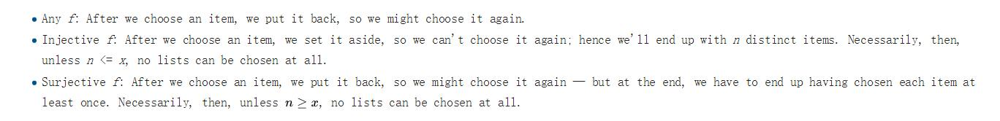 • Any f: After we choose an item, we put it back, so we might choose it again.
• Injective f: After we choose an item, we set it aside, so we can't choose it again; hence we'll end up with n distinct items. Necessarily, then,
unless n <= x, no lists can be chosen at all.
• Surjective f: After we choose an item, we put it back, so we might choose it again — but at the end, we have to end up having chosen each item at
least once. Necessarily, then, unless n ≥ x, no lists can be chosen at all.